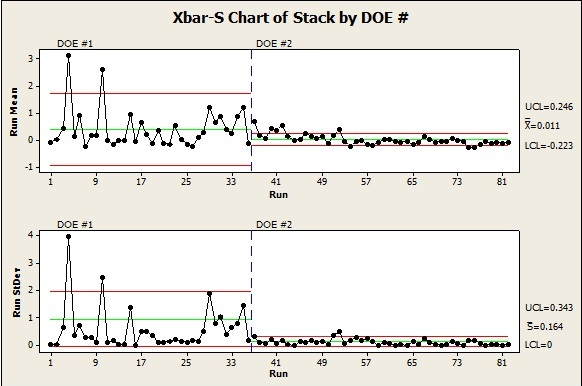 Xbar-S Chart of Stack by DOE #
DOE #1 DOE #2
3
2
1
0
-1
Run Mean
UCL=0.246
X̿=0.011
LCL=-0.223
1 9 17 25 33 41 49 57 65 73 81
Run
DOE #1 DOE #2
4
3
2
1
0
Run StDev
UCL=0.343
S̅=0.164
LCL=0
1 9 17 25 33 41 49 57 65 73 81
Run